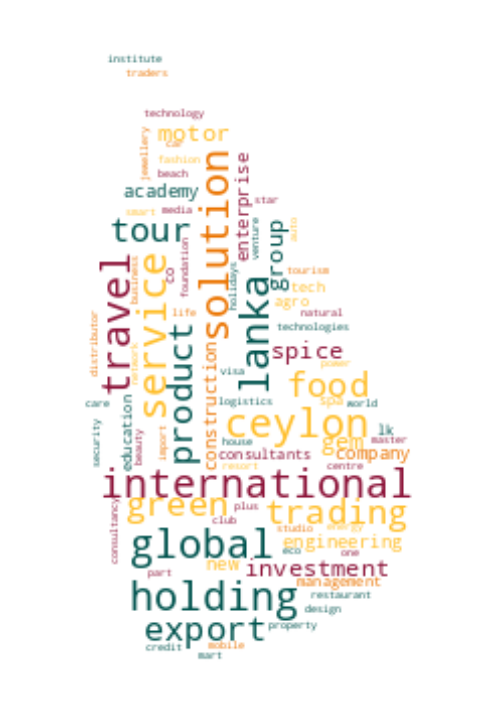 institute
traders
technology
motor
car
jewellery
fashion
beach
academy
enterprise
solution
star
smart
media
tour
group
venture
auto
foundation
travel
service
business
co
holidays
lanka
tourism
tech
agro
life
natural
technologies
product
distributor
network
construction
spice
visa
power
food
care
education
logistics
spa
world
ceylon
lk
security
beauty
import
house
gem
master
consultants
company
resort
centre
international
consultancy
green
plus
trading
club
studio
energy
global
engineering
eco
one
new
investment
part
management
holding
restaurant
design
export
property
credit
mobile
mart